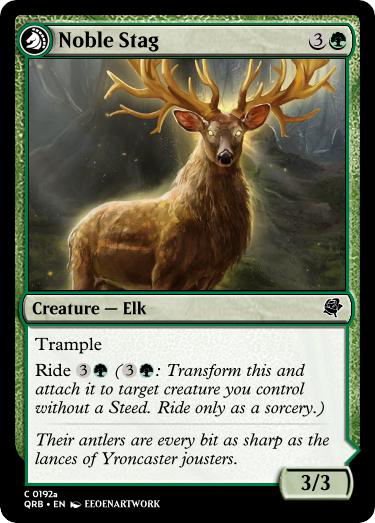 Noble Stag 3
Creature — Elk
Trample
Ride 3 (3: Transform this and
attach it to target creature you control
without a Steed. Ride only as a sorcery.)
Their antlers are every bit as sharp as the
lances of Yroncaster jousters.
3/3
C 0192a
QRB • EN EEOENARTWORK